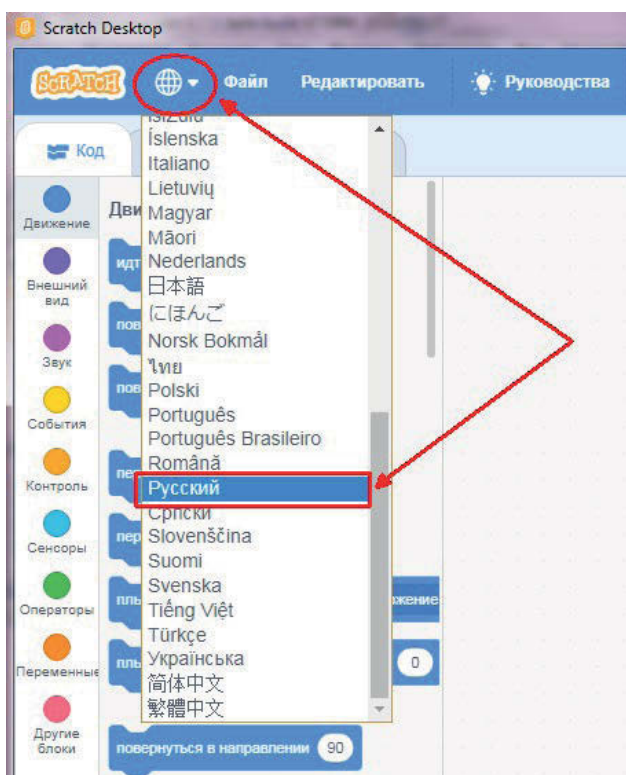 Scratch Desktop
SCRATCH Файл Редактировать Руководства
Код
Движение
Внешний
вид
Звук
События
Контроль
Сенсоры
Операторы
Переменные
Другие
блоки
Íslenska
Italiano
Lietuvių
Magyar
Māori
Nederlands
日本語
にほんご
Norsk Bokmål
ไทย
Polski
Português
Português Brasileiro
Română
Русский
Српски
Slovenščina
Suomi
Svenska
Tiếng Việt
Türkçe
Українська
简体中文
繁體中文
0
повернуться в направлении 90